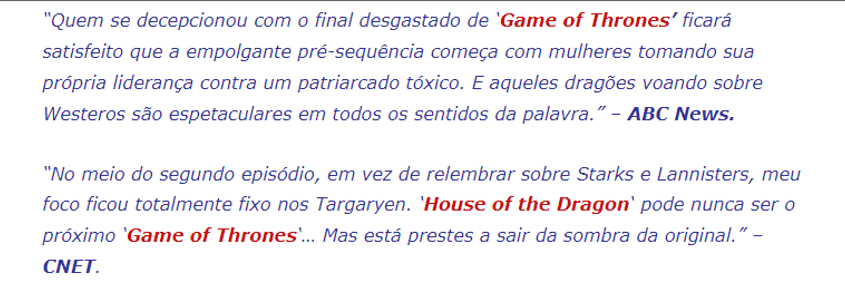 “Quem se decepcionou com o final desgastado de ‘Game of Thrones’ ficará
satisfeito que a empolgante pré-sequência começa com mulheres tomando sua
própria liderança contra um patriarcado tóxico. E aqueles dragões voando sobre
Westeros são espetaculares em todos os sentidos da palavra.” – ABC News.
“No meio do segundo episódio, em vez de relembrar sobre Starks e Lannisters, meu
foco ficou totalmente fixo nos Targaryen. ‘House of the Dragon‘ pode nunca ser o
próximo ‘Game of Thrones‘… Mas está prestes a sair da sombra da original.” –
CNET.